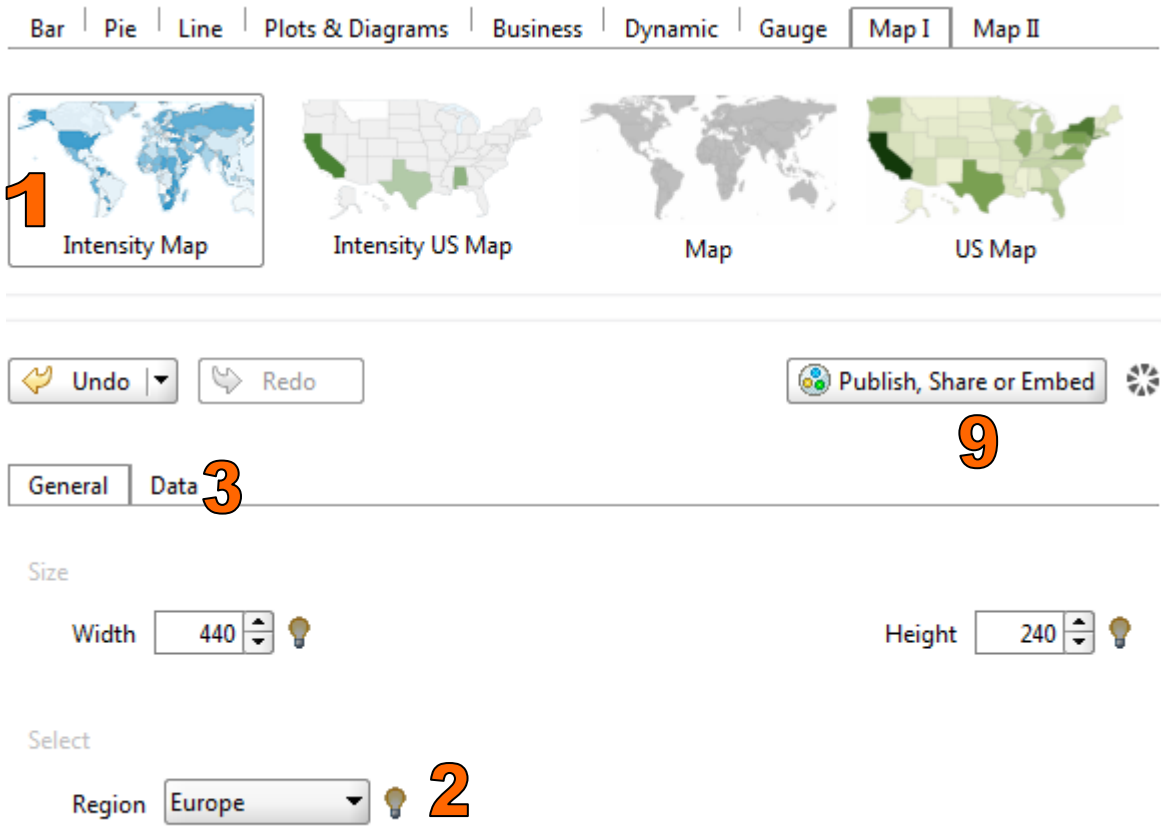 Bar Pie Line Plots & Diagrams Business Dynamic Gauge Map I Map II
1
Intensity Map Intensity US Map Map US Map
Undo Redo Publish, Share or Embed
9
General Data 3
Size
Width 440 Height 240
Select
Region Europe 2